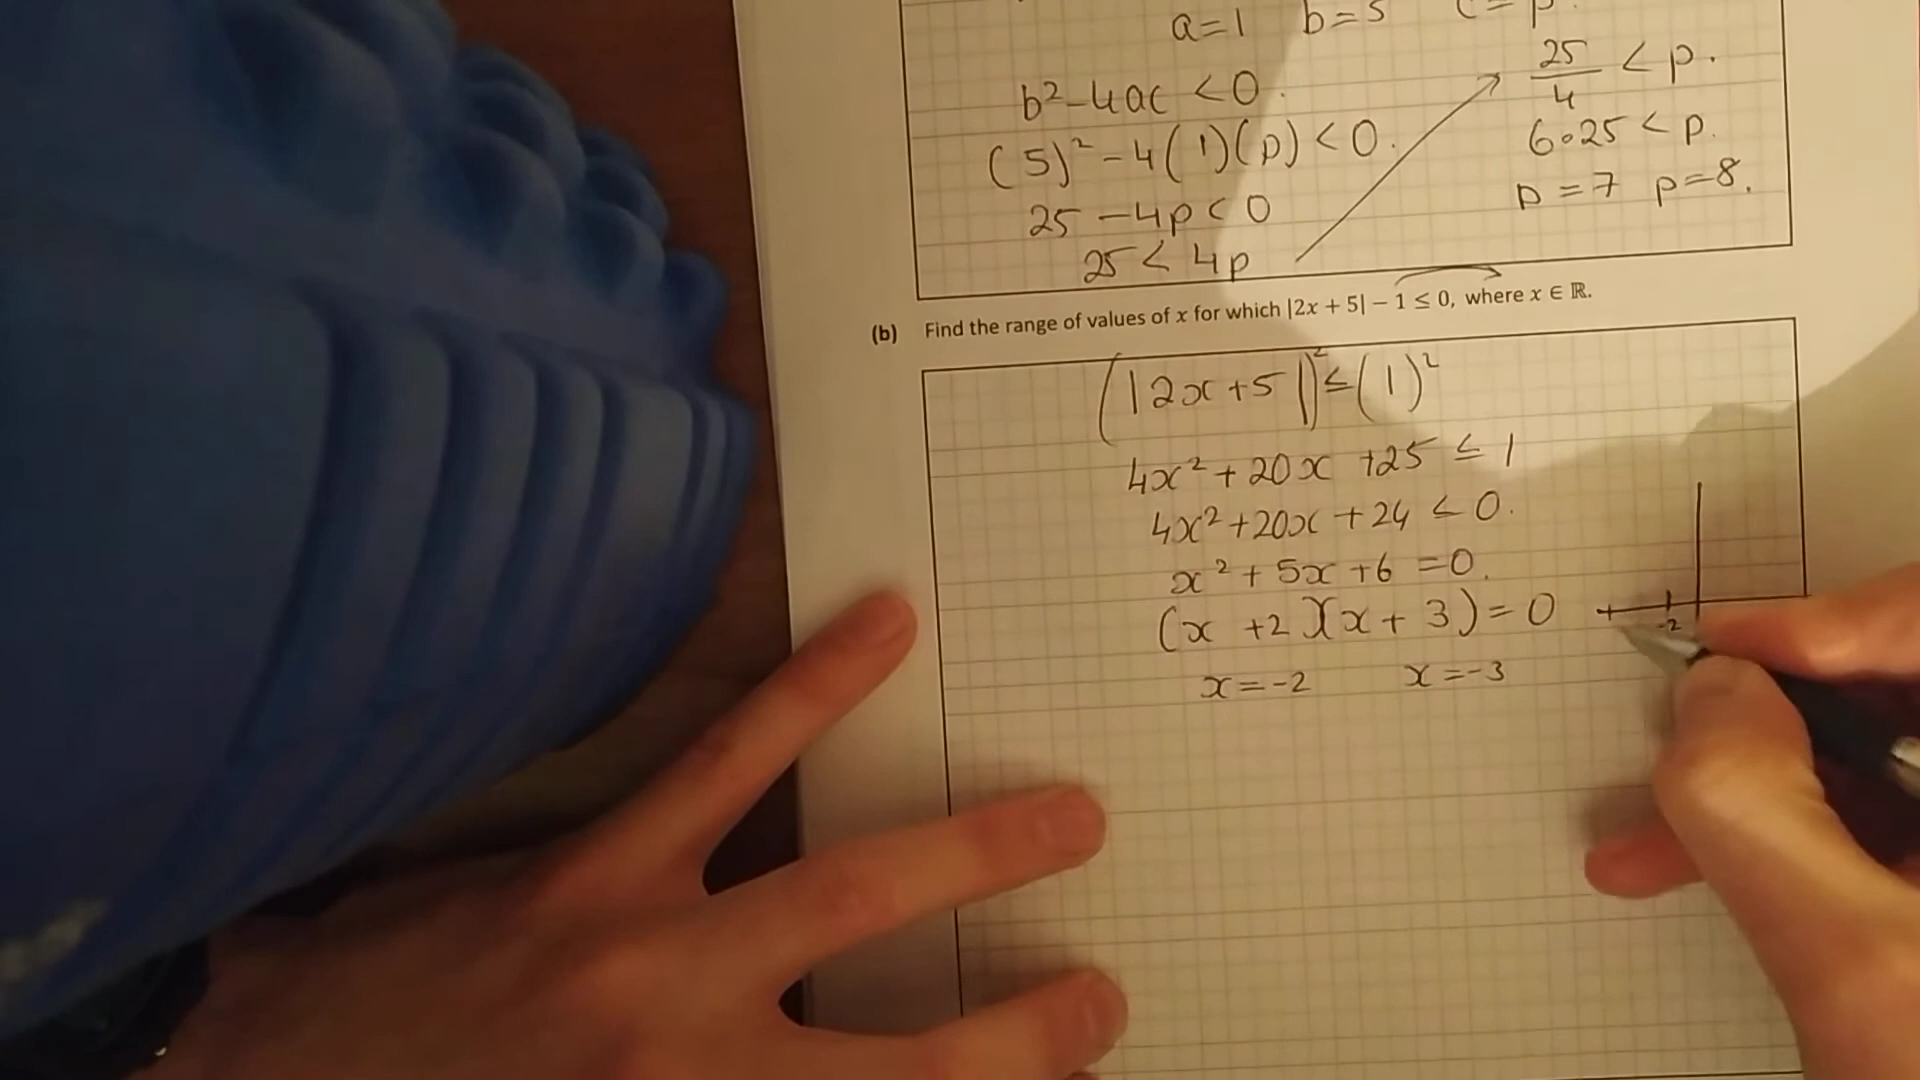 a=1 b=5 c=p.
b²-4ac <0.
(5)²-4(1)(p)<0.
25-4p<0
25<4p
25/4 < p.
6.25 < p.
p=7 p=8.
(b) Find the range of values of x for which |2x + 5| − 1 ≤ 0, where x ∈ ℝ.
(|2x+5|)²≤(1)²
4x²+20x+25 ≤ 1
4x²+20x+24 ≤ 0.
x²+5x+6=0.
(x+2)(x+3)=0
x=-2 x=-3
-2